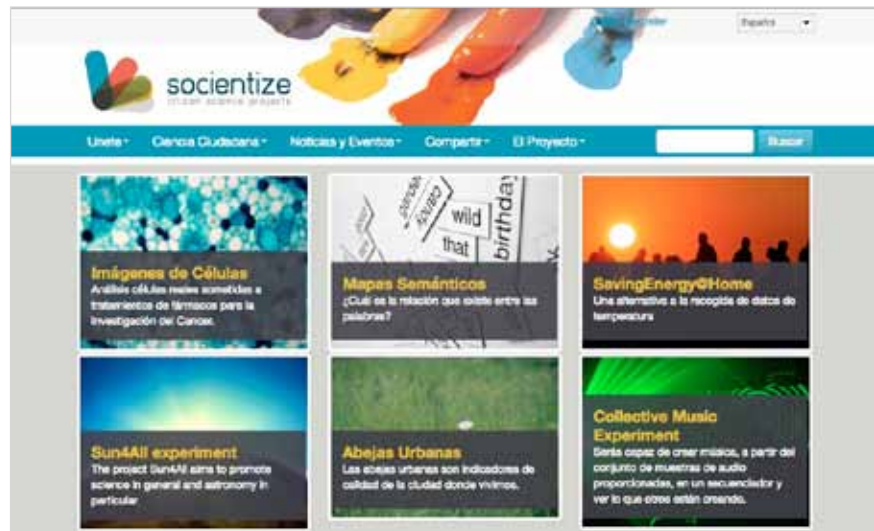 Español
socientize
citizen science projects
Unete
Ciencia Ciudadana
Noticias y Eventos
Compartir
El Proyecto
Buscar
wild
that
candy
birthday
Imágenes de Células
Análisis células reales sometidas a
tratamientos de fármacos para la
Investigación del Cancer.
Mapas Semánticos
¿Cuál es la relación que existe entre las
palabras?
SavingEnergy@Home
Una alternativa a la recogida de datos de
temperatura
Sun4All experiment
The project Sun4All aims to promote
science in general and astronomy in
particular
Abejas Urbanas
Las abejas urbanas son indicadores de
calidad de la ciudad donde vivimos.
Collective Music
Experiment
Serás capaz de crear música, a partir del
conjunto de muestras de audio
proporcionadas, en un secuenciador y
ver lo que otros están creando.